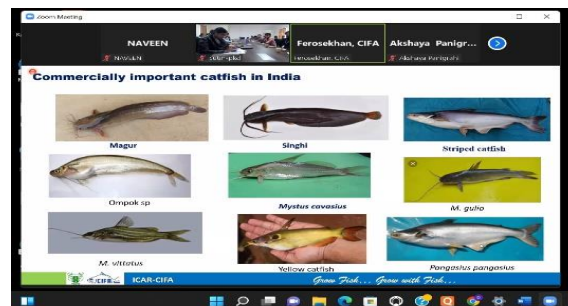 Zoom Meeting
NAVEEN
Ferosekhan, CIFA
Akshaya Panigr...
NAVEEN
Ferosekhan, CIFA
Akshaya Panigrahi
Commercially important catfish in India
Magur
Singhi
Striped catfish
Ompok sp
Mystus cavasius
M. gulio
M. vittatus
Yellow catfish
Pangasius pangasius
ICAR-CIFA
Grow Fish... Grow with Fish...